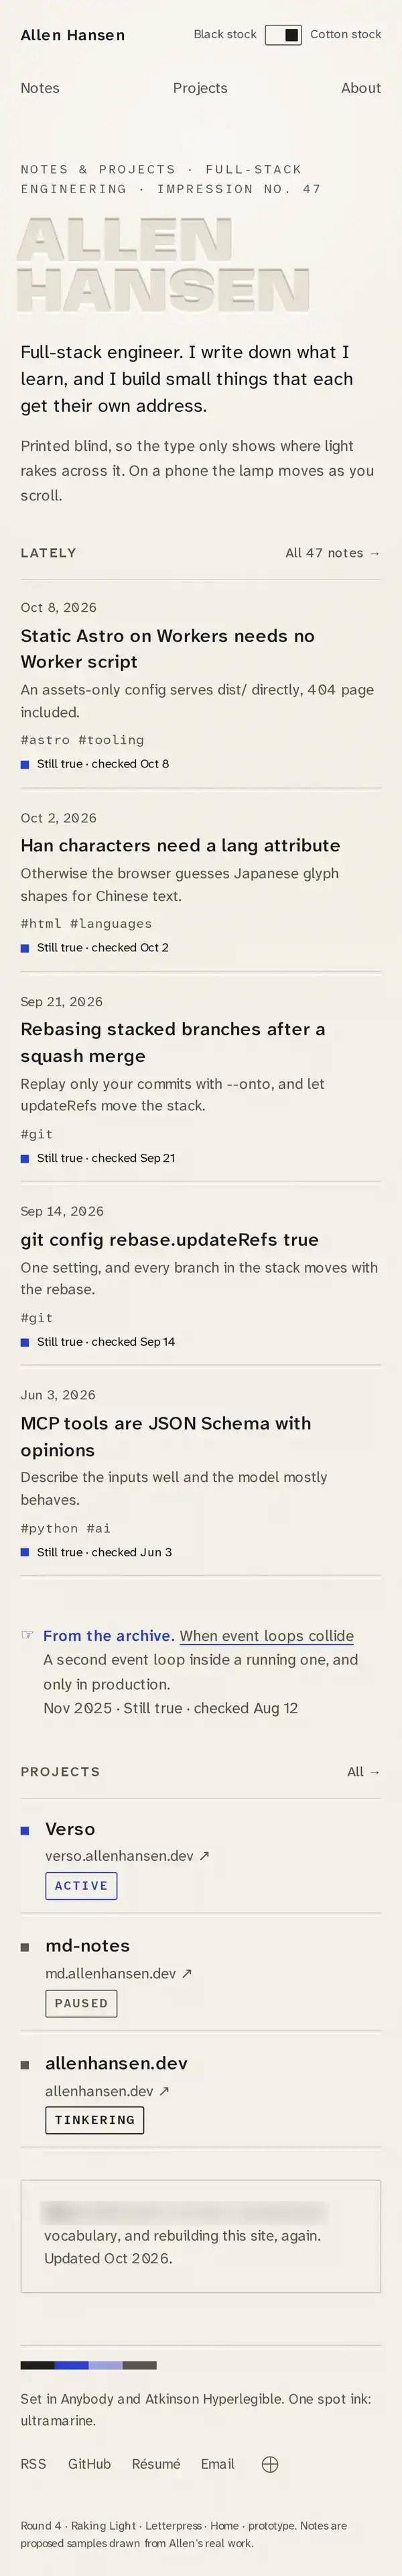 Allen Hansen
Black stock
Cotton stock
Notes
Projects
About
NOTES & PROJECTS · FULL-STACK
ENGINEERING · IMPRESSION NO. 47
ALLEN
HANSEN
Full-stack engineer. I write down what I
learn, and I build small things that each
get their own address.
Printed blind, so the type only shows where light
rakes across it. On a phone the lamp moves as you
scroll.
LATELY
All 47 notes →
Oct 8, 2026
Static Astro on Workers needs no
Worker script
An assets-only config serves dist/ directly, 404 page
included.
#astro #tooling
Still true · checked Oct 8
Oct 2, 2026
Han characters need a lang attribute
Otherwise the browser guesses Japanese glyph
shapes for Chinese text.
#html #languages
Still true · checked Oct 2
Sep 21, 2026
Rebasing stacked branches after a
squash merge
Replay only your commits with --onto, and let
updateRefs move the stack.
#git
Still true · checked Sep 21
Sep 14, 2026
git config rebase.updateRefs true
One setting, and every branch in the stack moves with
the rebase.
#git
Still true · checked Sep 14
Jun 3, 2026
MCP tools are JSON Schema with
opinions
Describe the inputs well and the model mostly
behaves.
#python #ai
Still true · checked Jun 3
☞ From the archive. When event loops collide
A second event loop inside a running one, and
only in production.
Nov 2025 · Still true · checked Aug 12
PROJECTS
All →
Verso
verso.allenhansen.dev ↗
ACTIVE
md-notes
md.allenhansen.dev ↗
PAUSED
allenhansen.dev
allenhansen.dev ↗
TINKERING
vocabulary, and rebuilding this site, again.
Updated Oct 2026.
Set in Anybody and Atkinson Hyperlegible. One spot ink:
ultramarine.
RSS
GitHub
Résumé
Email
Round 4 · Raking Light · Letterpress · Home · prototype. Notes are
proposed samples drawn from Allen's real work.